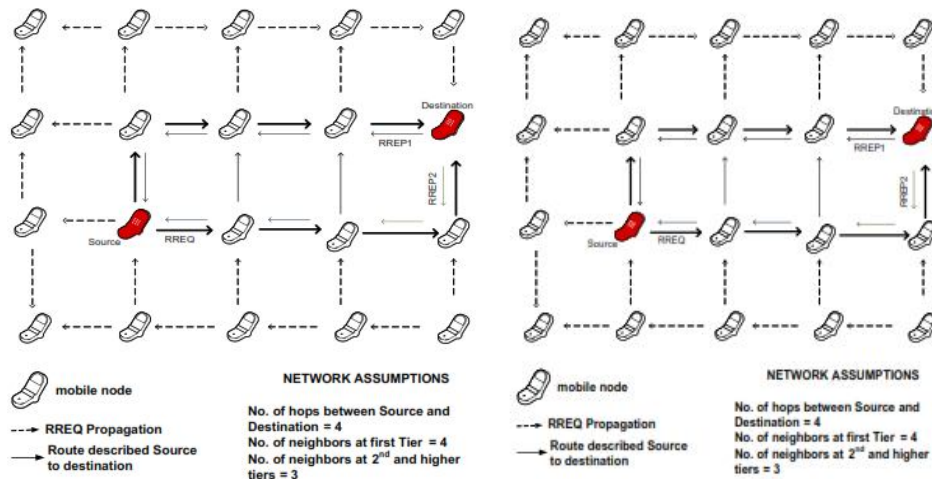 Destination
RREP1
RREP2
Source
RREQ
mobile node
RREQ Propagation
Route described Source
to destination
NETWORK ASSUMPTIONS
No. of hops between Source and
Destination = 4
No. of neighbors at first Tier = 4
No. of neighbors at 2nd and higher
tiers = 3
Destination
RREP1
RREP2
Source
RREQ
mobile node
RREQ Propagation
Route described Source
to destination
NETWORK ASSUMPTIONS
No. of hops between Source and
Destination = 4
No. of neighbors at first Tier = 4
No. of neighbors at 2nd and higher
tiers = 3